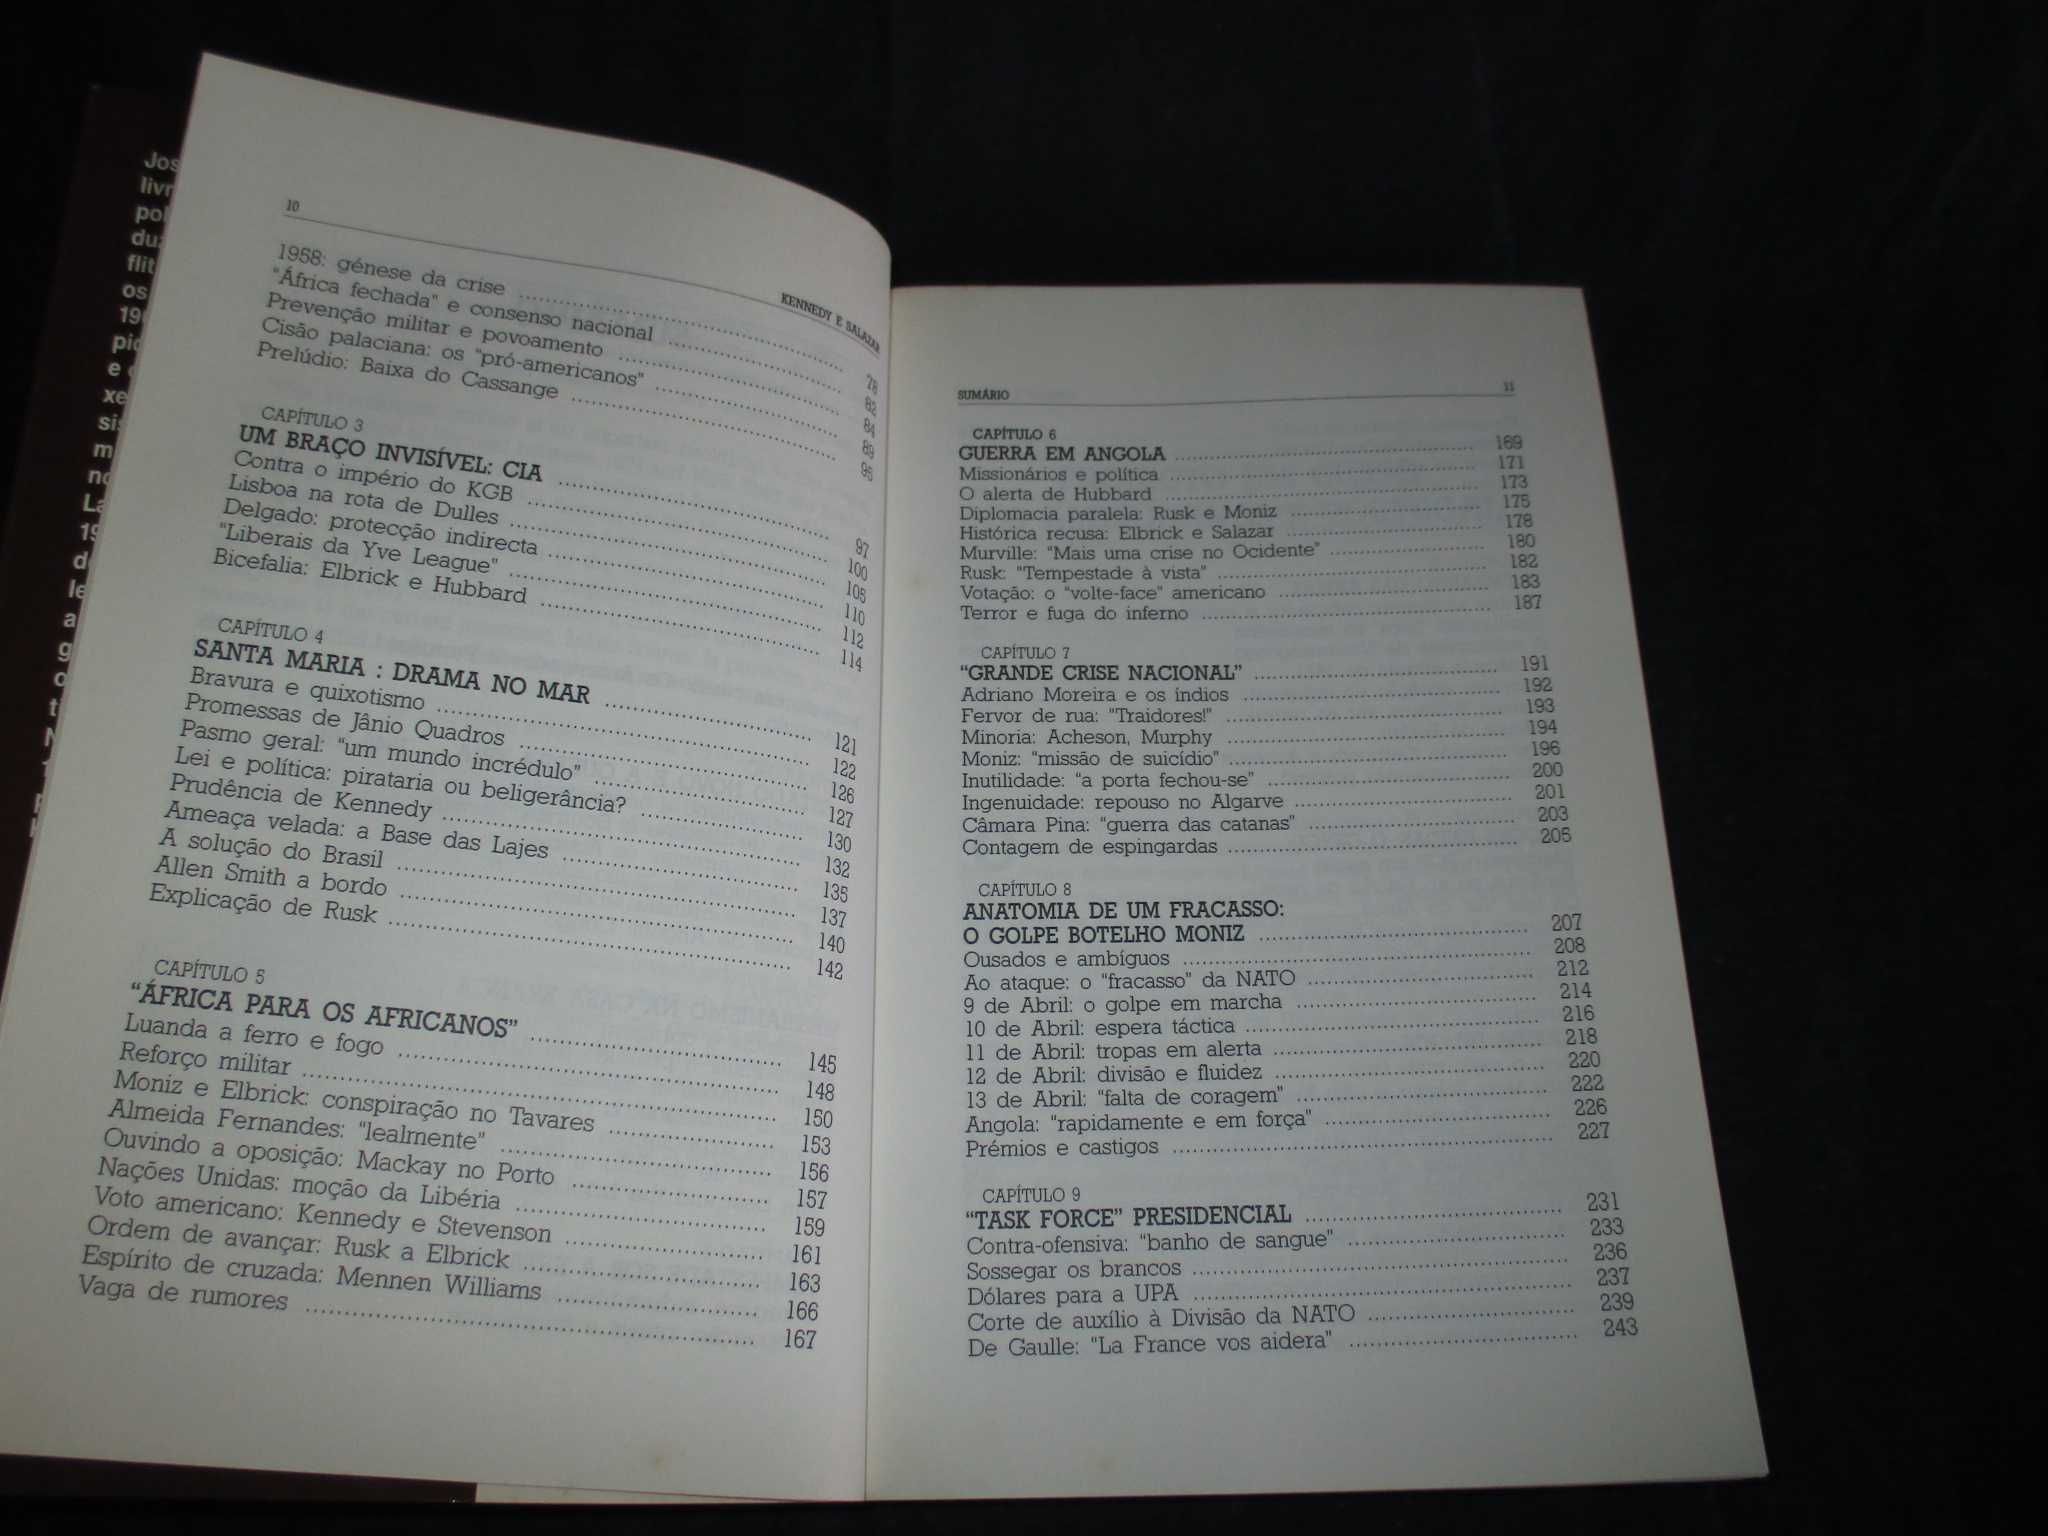 10
KENNEDY E SALAZAR
1958: génese da crise ........ 78
"África fechada" e consenso nacional ........ 82
Prevenção militar e povoamento ........ 84
Cisão palaciana: os "pró-americanos" ........ 89
Prelúdio: Baixa do Cassange ........ 95
CAPÍTULO 3
UM BRAÇO INVISÍVEL: CIA ........ 97
Contra o império do KGB ........ 100
Lisboa na rota de Dulles ........ 105
Delgado: protecção indirecta ........ 110
"Liberais da Yve League" ........ 112
Bicefalia: Elbrick e Hubbard ........ 114
CAPÍTULO 4
SANTA MARIA : DRAMA NO MAR ........ 121
Bravura e quixotismo ........ 122
Promessas de Jânio Quadros ........ 126
Pasmo geral: "um mundo incrédulo" ........ 127
Lei e política: pirataria ou beligerância? ........ 130
Prudência de Kennedy ........ 132
Ameaça velada: a Base das Lajes ........ 135
A solução do Brasil ........ 137
Allen Smith a bordo ........ 140
Explicação de Rusk ........ 142
CAPÍTULO 5
"ÁFRICA PARA OS AFRICANOS" ........ 145
Luanda a ferro e fogo ........ 148
Reforço militar ........ 150
Moniz e Elbrick: conspiração no Tavares ........ 153
Almeida Fernandes: "lealmente" ........ 156
Ouvindo a oposição: Mackay no Porto ........ 157
Nações Unidas: moção da Libéria ........ 159
Voto americano: Kennedy e Stevenson ........ 161
Ordem de avançar: Rusk a Elbrick ........ 163
Espírito de cruzada: Mennen Williams ........ 166
Vaga de rumores ........ 167
SUMÁRIO 11
CAPÍTULO 6
GUERRA EM ANGOLA ........ 169
Missionários e política ........ 171
O alerta de Hubbard ........ 173
Diplomacia paralela: Rusk e Moniz ........ 175
Histórica recusa: Elbrick e Salazar ........ 178
Murville: "Mais uma crise no Ocidente" ........ 180
Rusk: "Tempestade à vista" ........ 182
Votação: o "volte-face" americano ........ 183
Terror e fuga do inferno ........ 187
CAPÍTULO 7
"GRANDE CRISE NACIONAL" ........ 191
Adriano Moreira e os índios ........ 192
Fervor de rua: "Traidores!" ........ 193
Minoria: Acheson, Murphy ........ 194
Moniz: "missão de suicídio" ........ 196
Inutilidade: "a porta fechou-se" ........ 200
Ingenuidade: repouso no Algarve ........ 201
Câmara Pina: "guerra das catanas" ........ 203
Contagem de espingardas ........ 205
CAPÍTULO 8
ANATOMIA DE UM FRACASSO:
O GOLPE BOTELHO MONIZ ........ 207
Ousados e ambíguos ........ 208
Ao ataque: o "fracasso" da NATO ........ 212
9 de Abril: o golpe em marcha ........ 214
10 de Abril: espera táctica ........ 216
11 de Abril: tropas em alerta ........ 218
12 de Abril: divisão e fluidez ........ 220
13 de Abril: "falta de coragem" ........ 222
Angola: "rapidamente e em força" ........ 226
Prémios e castigos ........ 227
CAPÍTULO 9
"TASK FORCE" PRESIDENCIAL ........ 231
Contra-ofensiva: "banho de sangue" ........ 233
Sossegar os brancos ........ 236
Dólares para a UPA ........ 237
Corte de auxílio à Divisão da NATO ........ 239
De Gaulle: "La France vos aidera" ........ 243